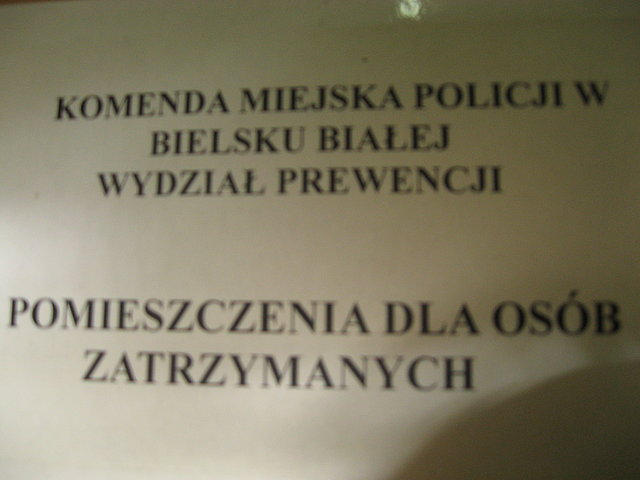 KOMENDA MIEJSKA POLICJI W
BIELSKU BIAŁEJ
WYDZIAŁ PREWENCJI
POMIESZCZENIA DLA OSÓB
ZATRZYMANYCH